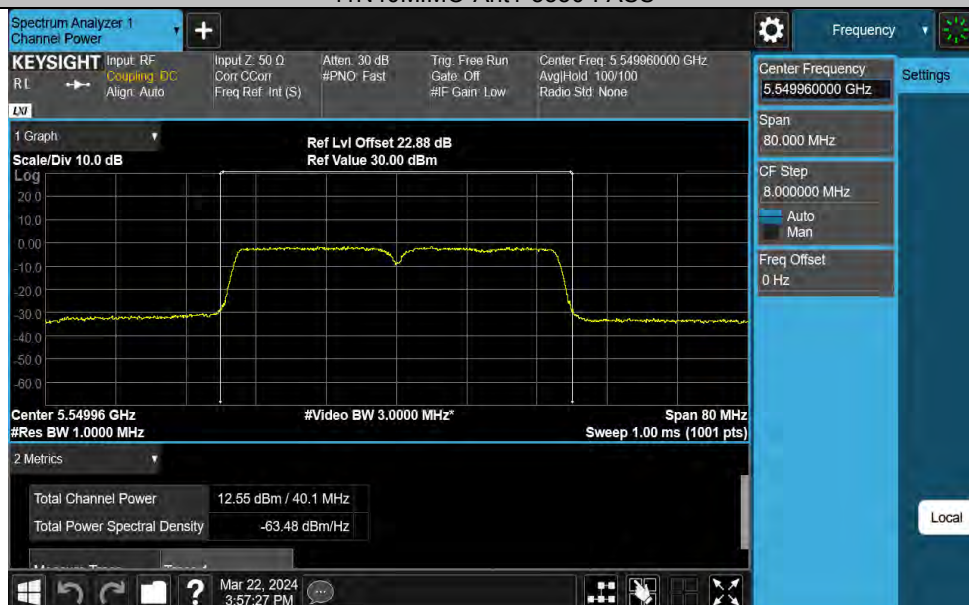 Spectrum Analyzer 1
Channel Power
Frequency
KEYSIGHT
RL
LXI
Input: RF
Coupling: DC
Align: Auto
Input Z: 50 Ω
Corr CCorr
Freq Ref: Int (S)
Atten: 30 dB
#PNO: Fast
Trig: Free Run
Gate: Off
#IF Gain: Low
Center Freq: 5.549960000 GHz
Avg|Hold: 100/100
Radio Std: None
1 Graph
Scale/Div 10.0 dB
Ref Lvl Offset 22.88 dB
Ref Value 30.00 dBm
Log
20.0
10.0
0.00
-10.0
-20.0
-30.0
-40.0
-50.0
-60.0
Center 5.54996 GHz
#Video BW 3.0000 MHz*
Span 80 MHz
#Res BW 1.0000 MHz
Sweep 1.00 ms (1001 pts)
2 Metrics
Total Channel Power 12.55 dBm / 40.1 MHz
Total Power Spectral Density -63.48 dBm/Hz
Mar 22, 2024
3:57:27 PM
Center Frequency
5.549960000 GHz
Settings
Span
80.000 MHz
CF Step
8.000000 MHz
Auto
Man
Freq Offset
0 Hz
Local